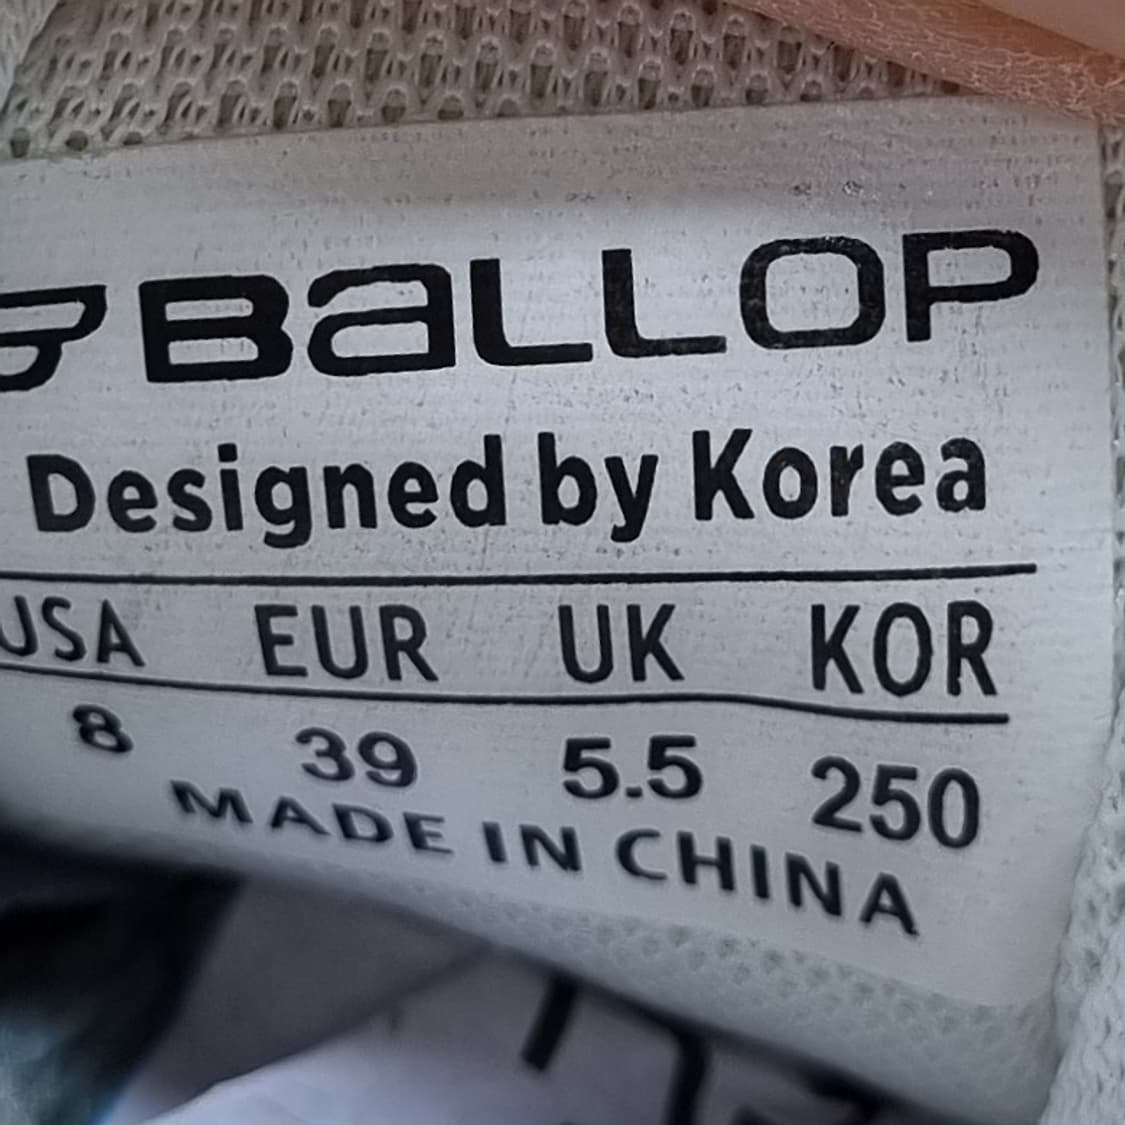 BALLOP
Designed by Korea
USA EUR UK KOR
8 39 5.5 250
MADE IN CHINA